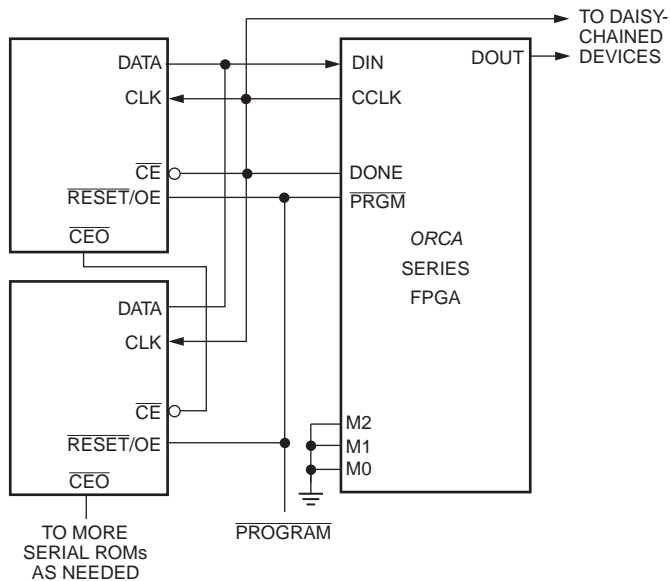 TO DAISY-
CHAINED
DEVICES
DATA
CLK
CE
RESET/OE
CEO
DIN
DOUT
CCLK
DONE
PRGM
ORCA
SERIES
FPGA
DATA
CLK
CE
RESET/OE
CEO
M2
M1
M0
TO MORE
SERIAL ROMs
AS NEEDED
PROGRAM